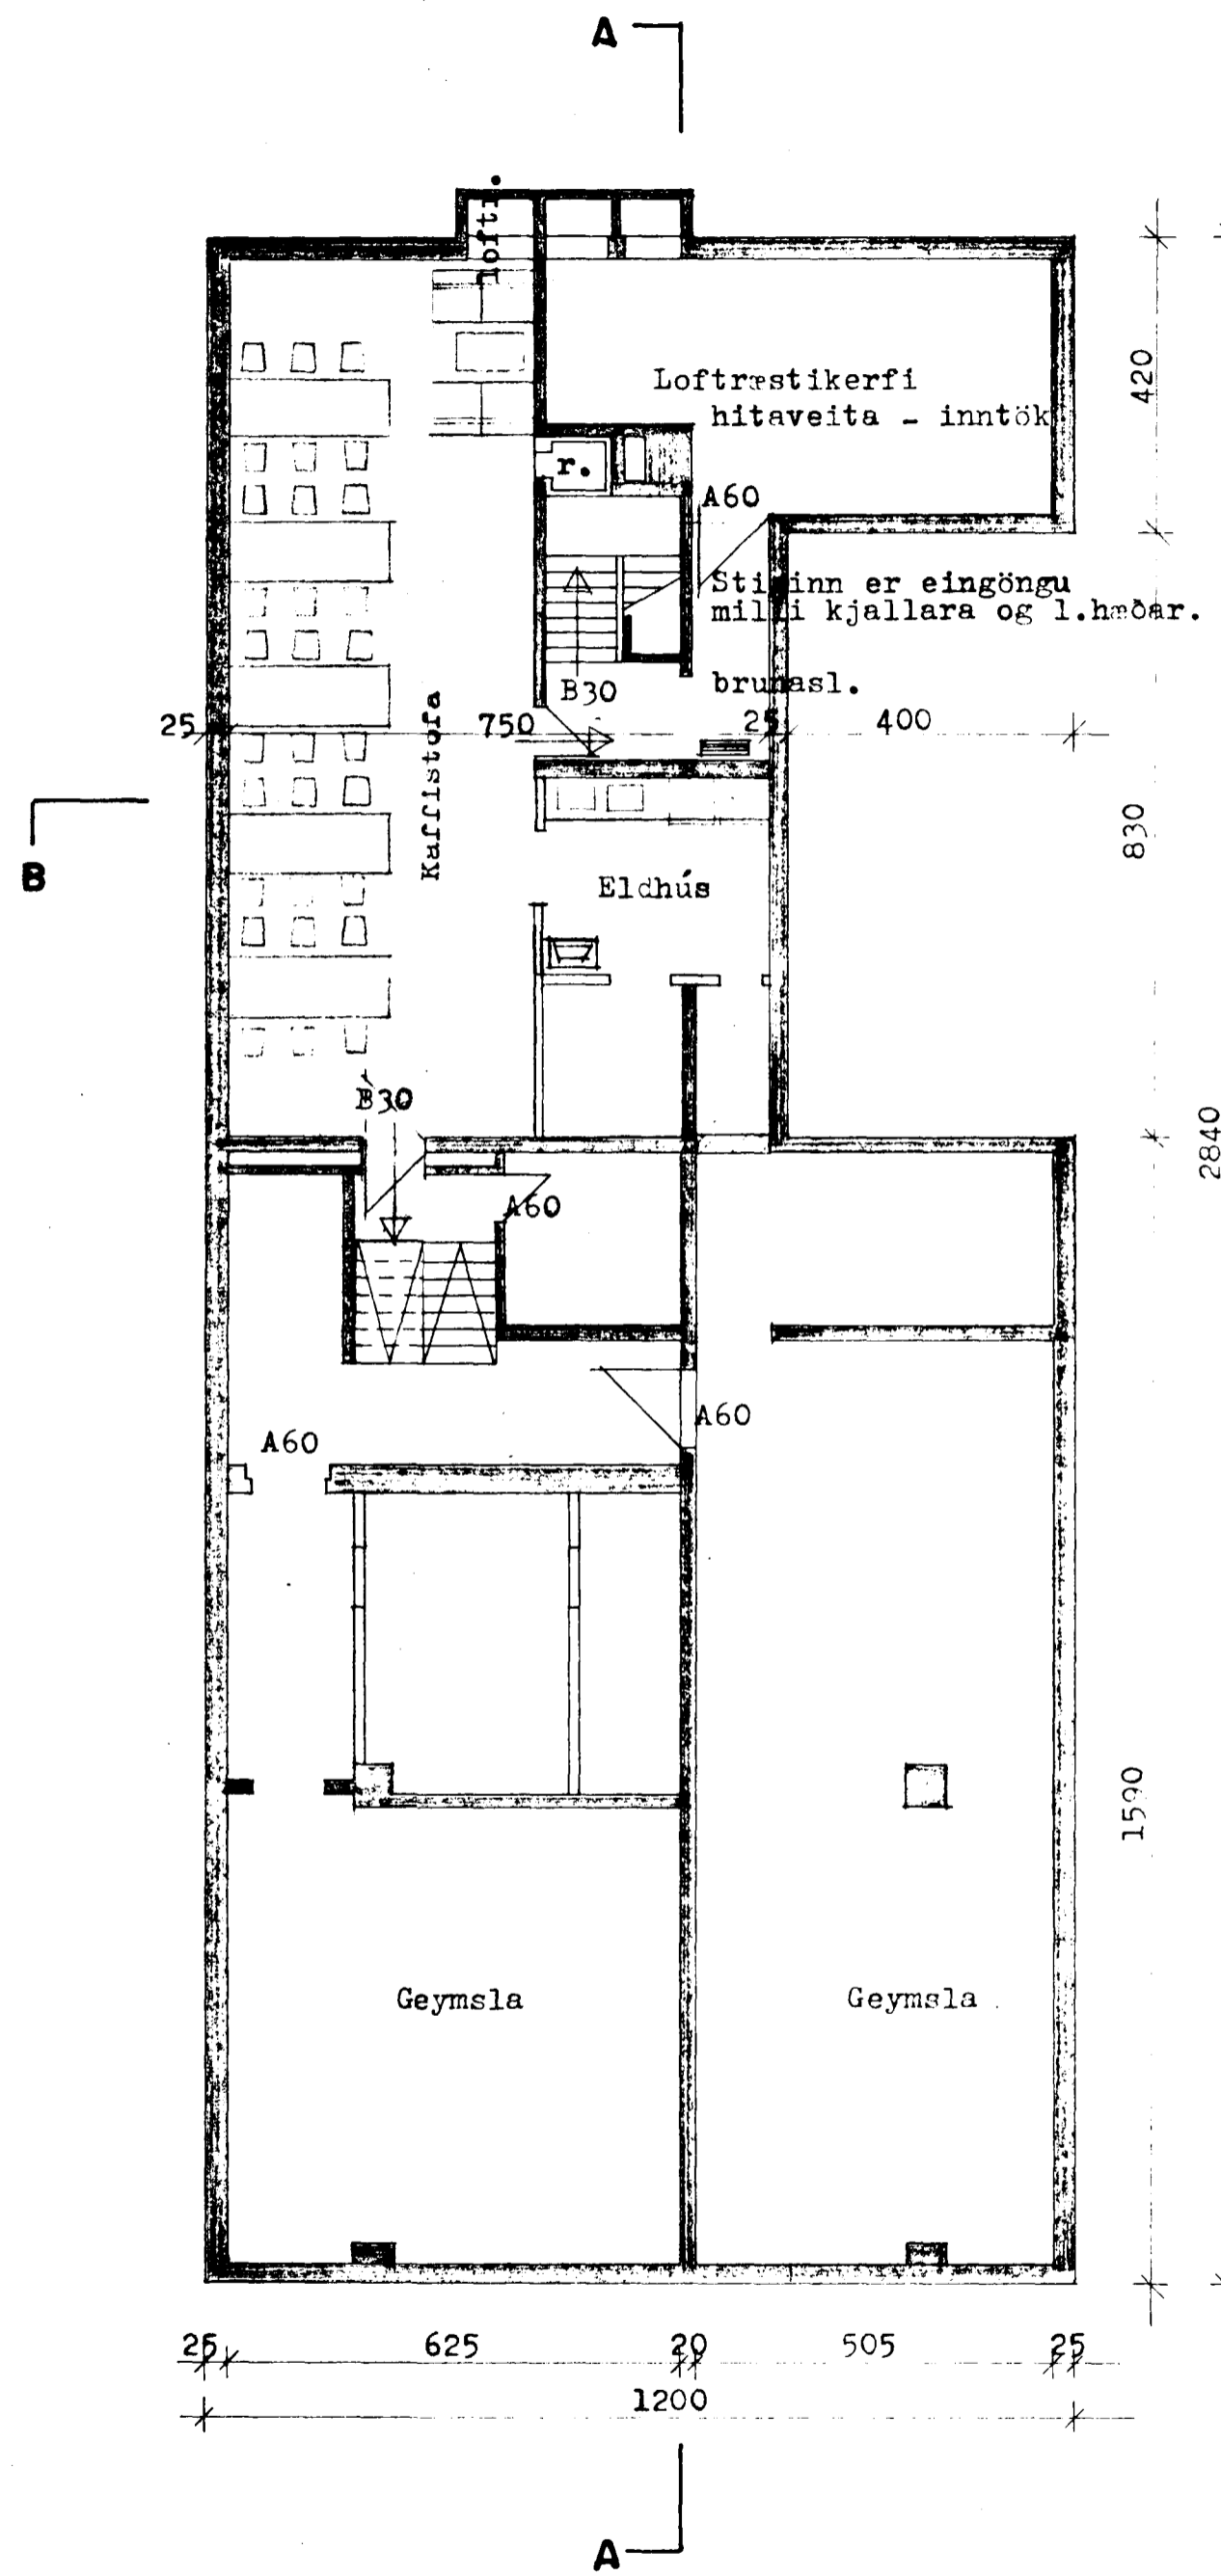 A
loftr.
Loftræstikerfi
hitaveita - inntök
420
r.
A60
Stiginn er eingöngu
milli kjallara og 1.hæðar.
B30
brunasl.
25 750 25 400
Kaffistofa
830
B
Eldhús
B30
2840
A60
A60
A60
1590
Geymsla Geymsla
25 625 20 505 25
1200
A